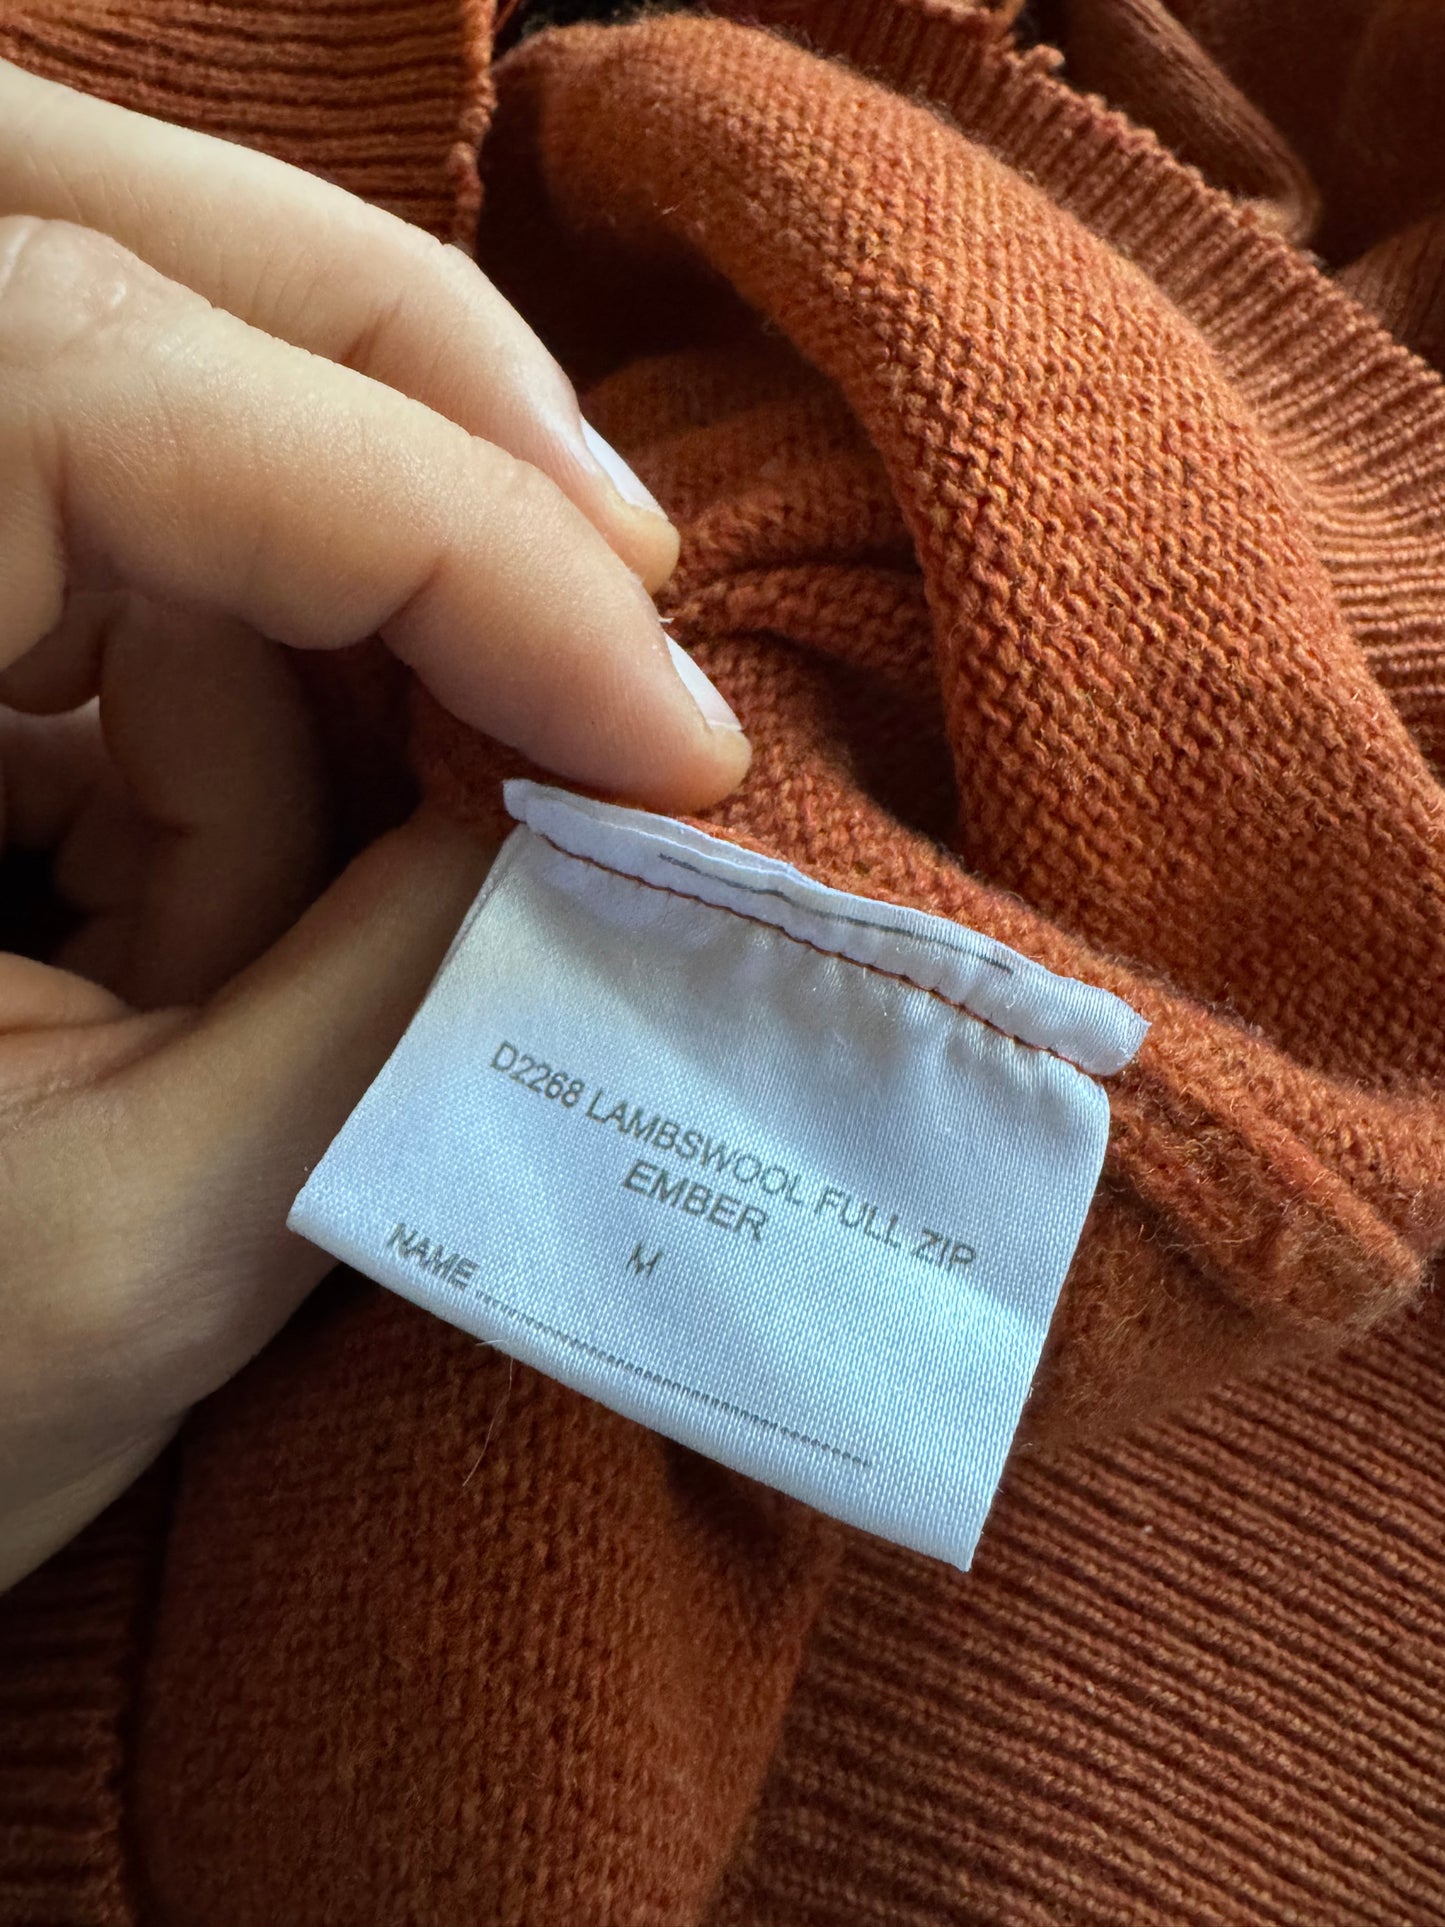 D2268 LAMBSWOOL FULL ZIP
EMBER
M
NAME ........................................